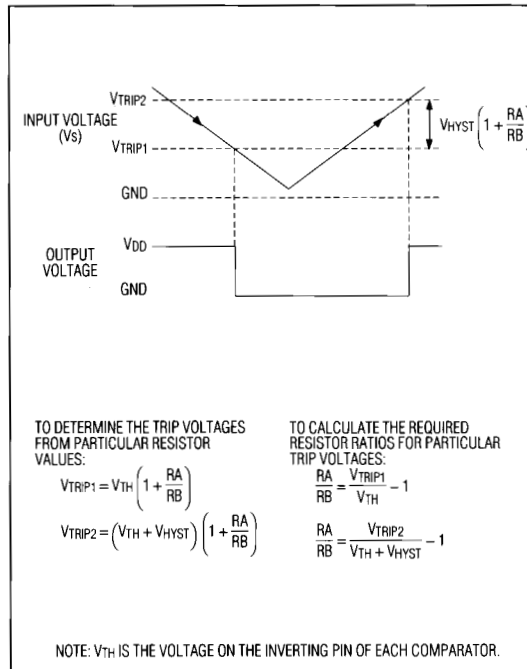 VTRIP2
INPUT VOLTAGE
(Vs)
VTRIP1
GND
VHYST (1 + RA/RB)
OUTPUT
VOLTAGE
VDD
GND
TO DETERMINE THE TRIP VOLTAGES
FROM PARTICULAR RESISTOR
VALUES:
VTRIP1 = VTH (1 + RA/RB)
VTRIP2 = (VTH + VHYST) (1 + RA/RB)
TO CALCULATE THE REQUIRED
RESISTOR RATIOS FOR PARTICULAR
TRIP VOLTAGES:
RA/RB = VTRIP1/VTH − 1
RA/RB = VTRIP2/(VTH + VHYST) − 1
NOTE: VTH IS THE VOLTAGE ON THE INVERTING PIN OF EACH COMPARATOR.